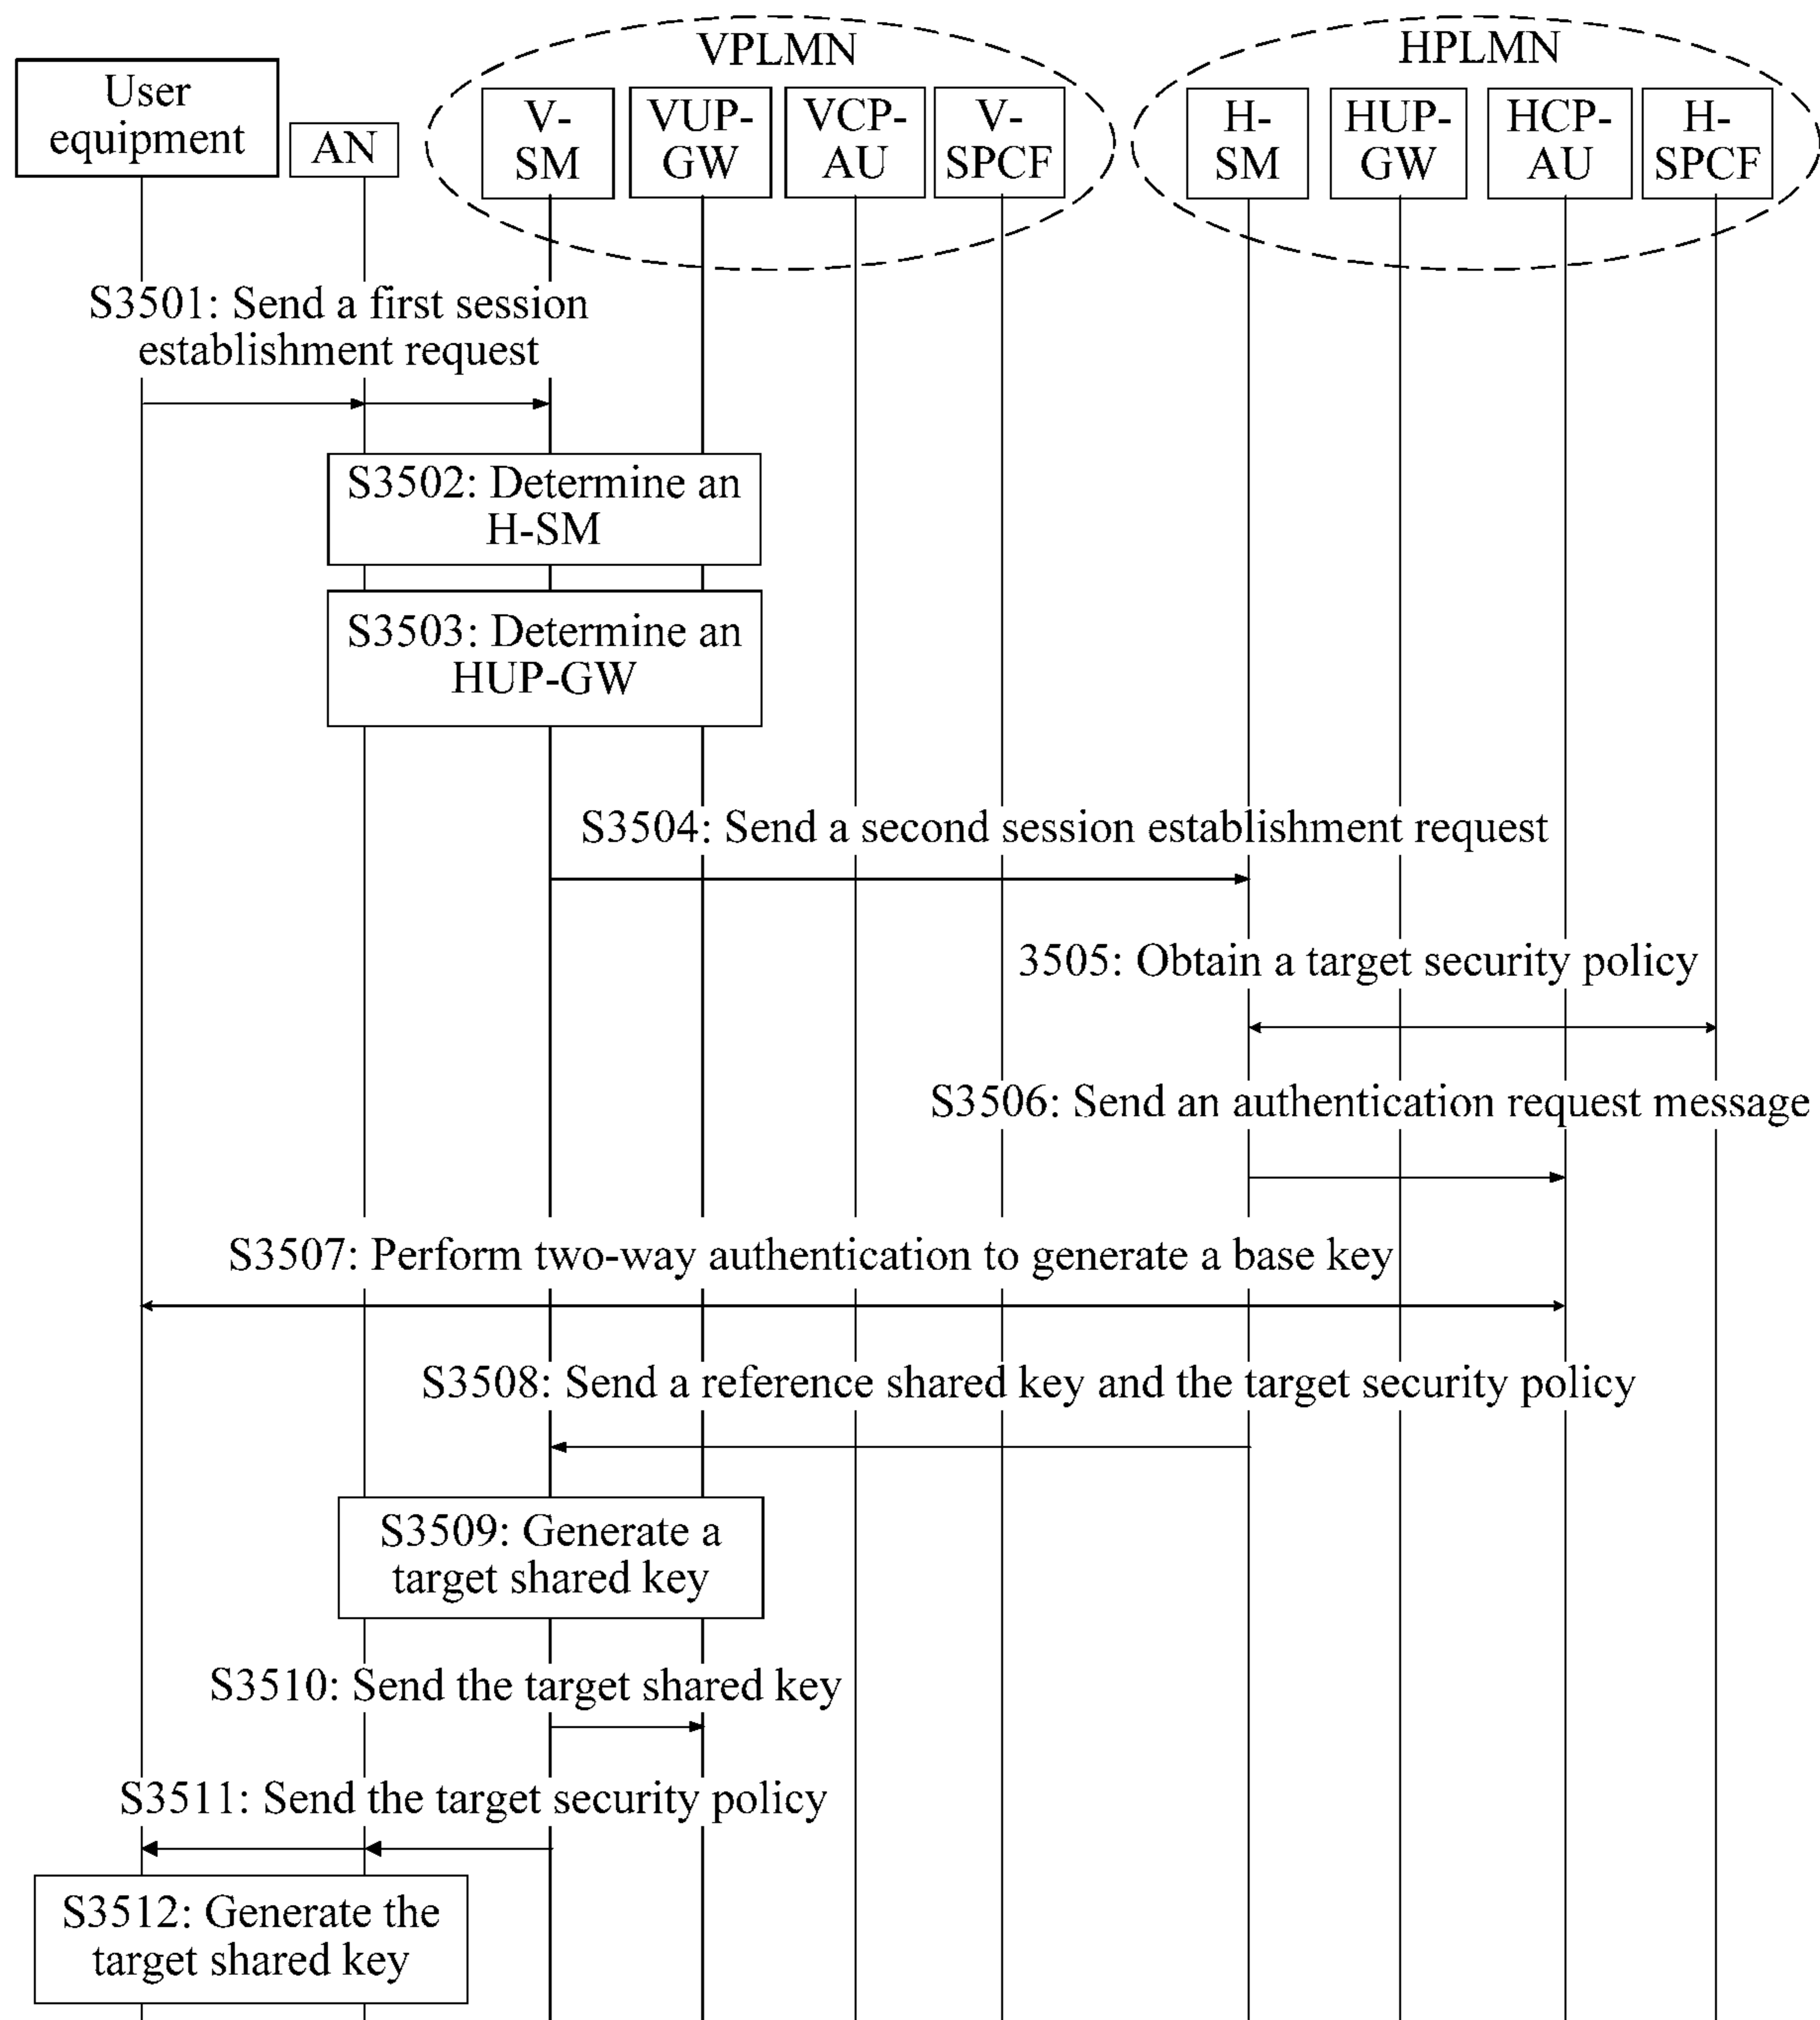 VPLMN
HPLMN
User
equipment
AN
V-
SM
VUP-
GW
VCP-
AU
V-
SPCF
H-
SM
HUP-
GW
HCP-
AU
H-
SPCF
S3501: Send a first session
establishment request
S3502: Determine an
H-SM
S3503: Determine an
HUP-GW
S3504: Send a second session establishment request
3505: Obtain a target security policy
S3506: Send an authentication request message
S3507: Perform two-way authentication to generate a base key
S3508: Send a reference shared key and the target security policy
S3509: Generate a
target shared key
S3510: Send the target shared key
S3511: Send the target security policy
S3512: Generate the
target shared key